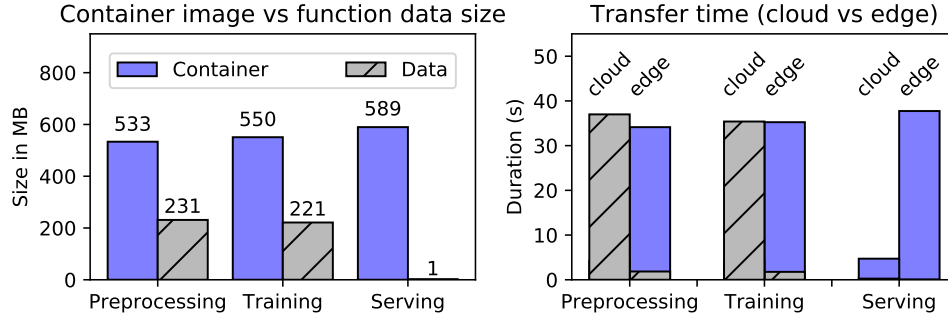 Container image vs function data size
Size in MB
800
600
400
200
0
Container
Data
533
231
550
221
589
1
Preprocessing
Training
Serving
Transfer time (cloud vs edge)
Duration (s)
50
40
30
20
10
0
cloud
edge
cloud
edge
cloud
edge
Preprocessing
Training
Serving